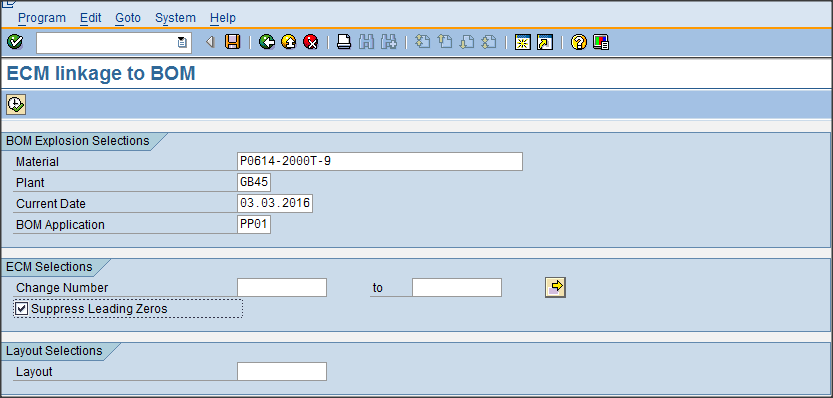 Program Edit Goto System Help
ECM linkage to BOM
BOM Explosion Selections
Material P0614-2000T-9
Plant GB45
Current Date 03.03.2016
BOM Application PP01
ECM Selections
Change Number to
Suppress Leading Zeros
Layout Selections
Layout